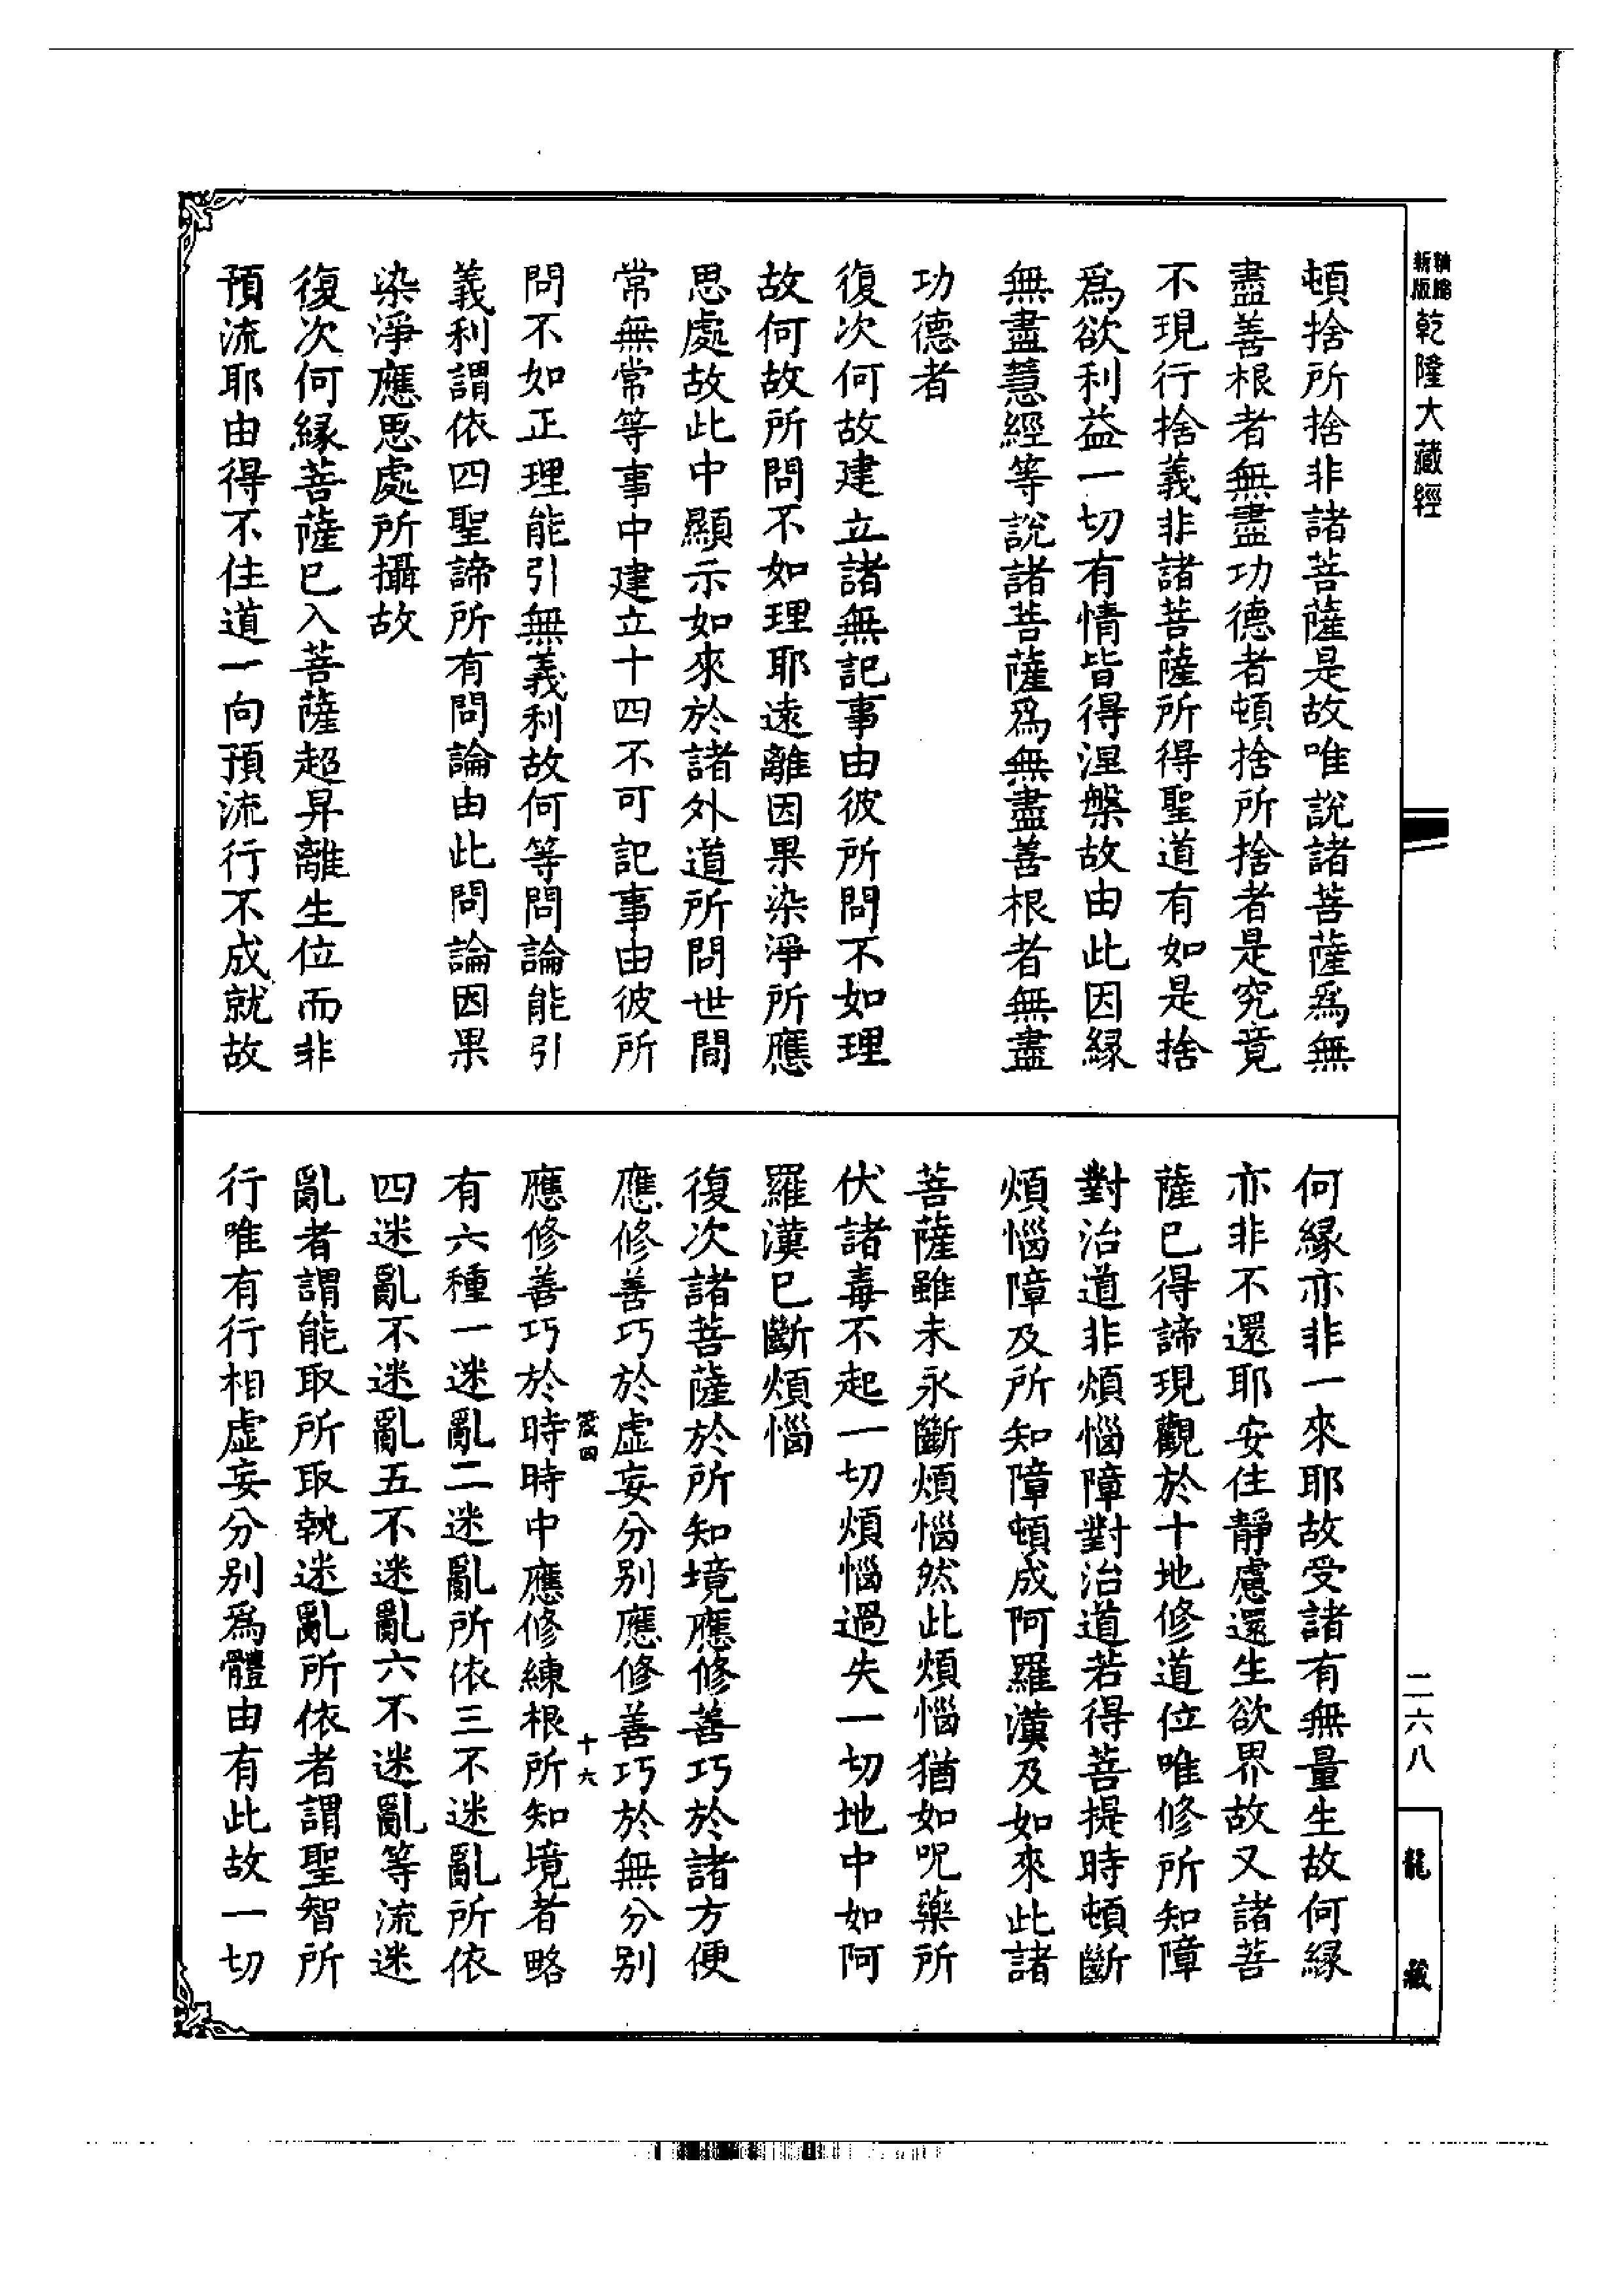 新版
精縮
乾隆大藏經
頓捨所捨非諸菩薩是故唯說諸菩薩爲無
盡善根者無盡功德者頓捨所捨者是究竟
不現行捨義非諸菩薩所得聖道有如是捨
爲欲利益一切有情皆得涅槃故由此因緣
無盡慧經等說諸菩薩爲無盡善根者無盡
功德者
復次何故建立諸無記事由彼所問不如理
故何故所問不如理耶遠離因果染淨所應
思處故此中顯示如來於諸外道所問世間
常無常等事中建立十四不可記事由彼所
問不如正理能引無義利故何等問論能引
義利謂依四聖諦所有問論由此問論因果
染淨應思處所攝故
復次何緣菩薩已入菩薩超昇離生位而非
預流耶由得不住道一向預流行不成就故
何緣亦非一來耶故受諸有無量生故何緣
亦非不還耶安住靜慮還生欲界故又諸菩
薩已得諦現觀於十地修道位唯修所知障
對治道非煩惱障對治道若得菩提時頓斷
煩惱障及所知障頓成阿羅漢及如來此諸
菩薩雖未永斷煩惱然此煩惱猶如呪藥所
伏諸毒不起一切煩惱過失一切地中如阿
羅漢已斷煩惱
復次諸菩薩於所知境應修善巧於諸方便
應修善巧於虛妄分別應修善巧於無分別
十六
應修善巧於時時中應修練根所知境者略
有六種一迷亂二迷亂所依三不迷亂所依
四迷亂不迷亂五不迷亂六不迷亂等流迷
亂者謂能取所取執迷亂所依者謂聖智所
行唯有行相虛妄分別爲體由有此故一切
二六八
龍藏